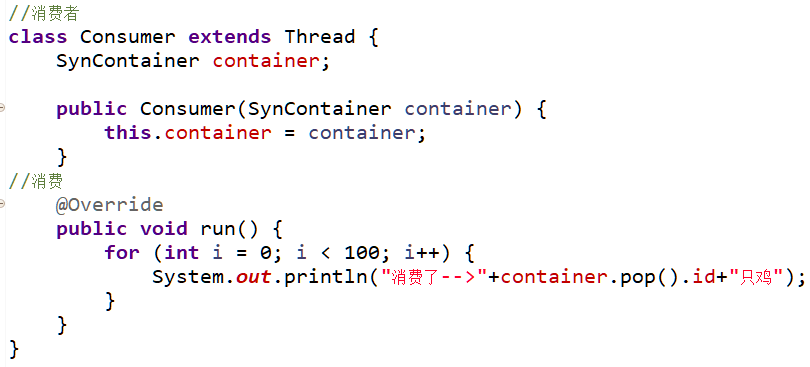 //消费者
class Consumer extends Thread {
    SynContainer container;

    public Consumer(SynContainer container) {
        this.container = container;
    }
//消费
    @Override
    public void run() {
        for (int i = 0; i < 100; i++) {
            System.out.println("消费了-->"+container.pop().id+"只鸡");
        }
    }
}